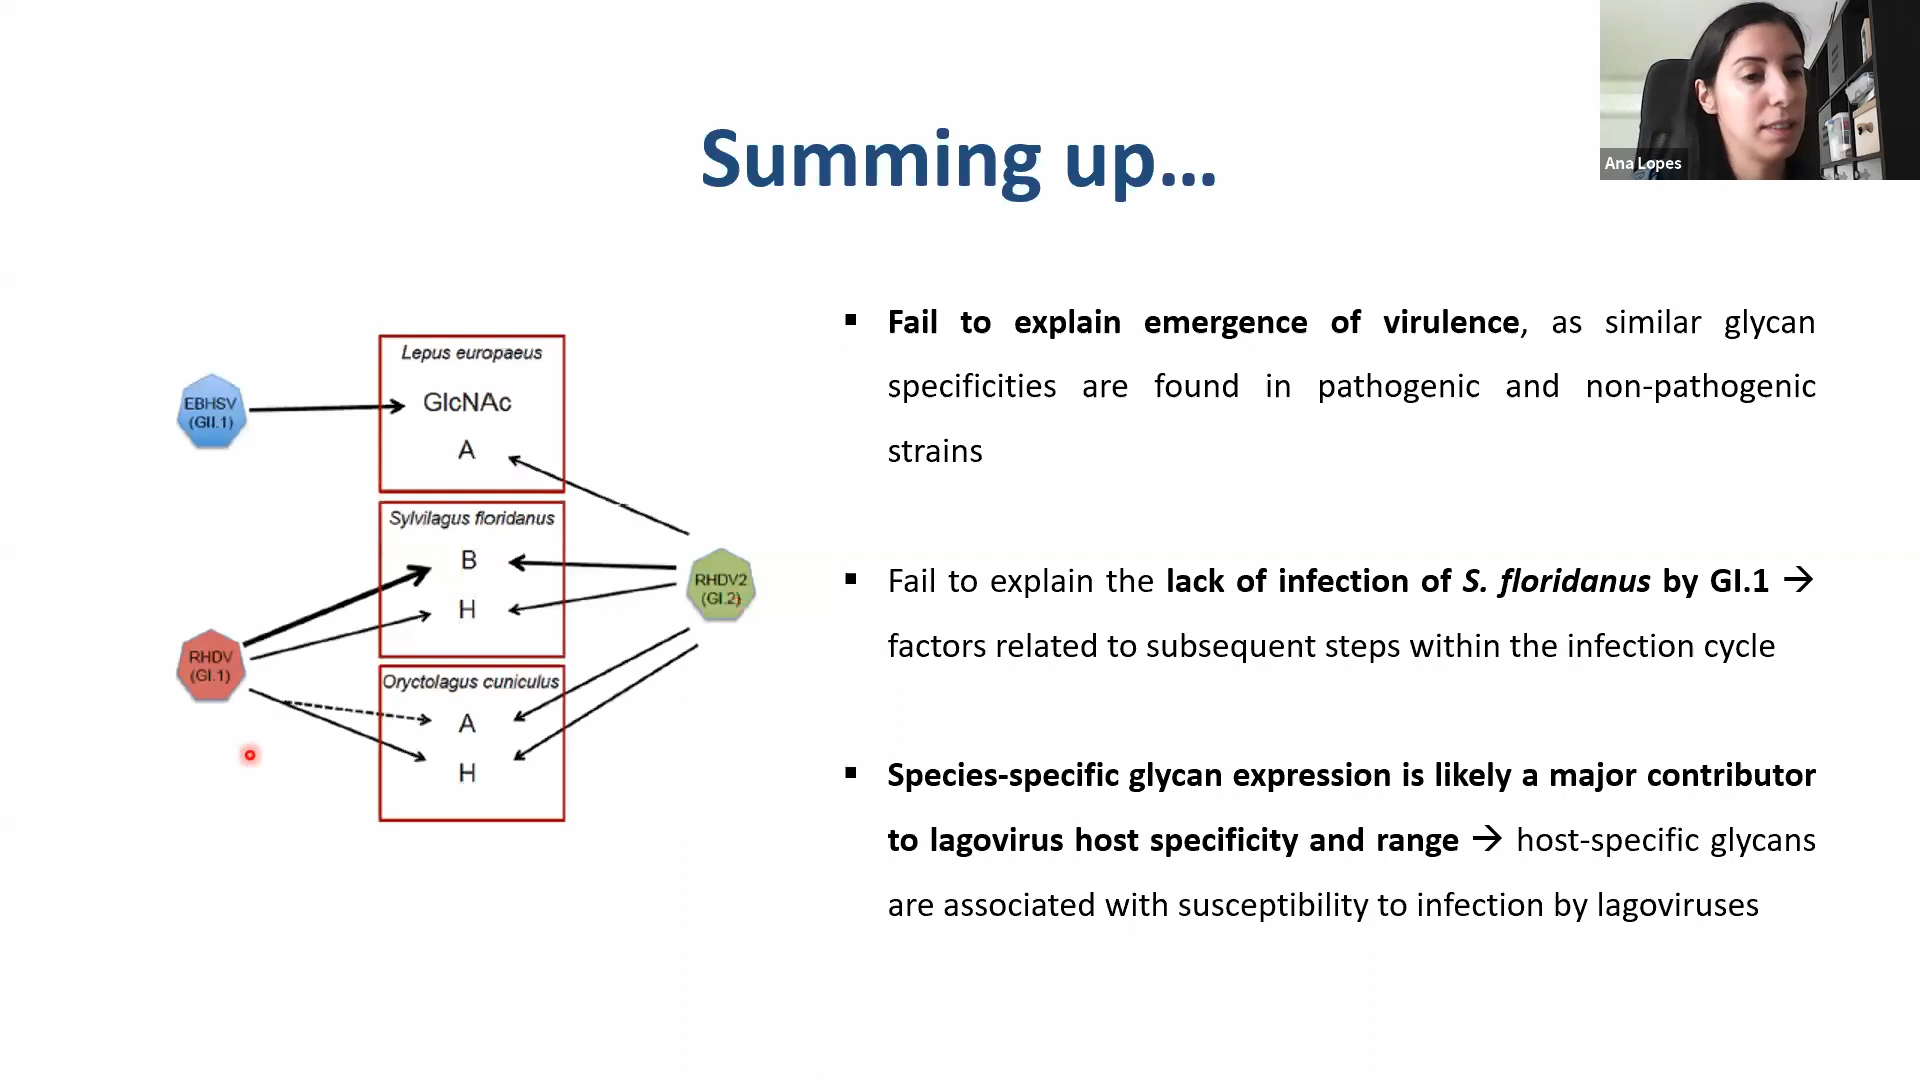 Ana Lopes
Summing up...
Lepus europaeus
GlcNAc
A
EBHSV
(GII.1)
Sylvilagus floridanus
B
H
RHDV2
(GI.2)
RHDV
(GI.1)
Oryctolagus cuniculus
A
H
▪ Fail to explain emergence of virulence, as similar glycan
specificities are found in pathogenic and non-pathogenic
strains
▪ Fail to explain the lack of infection of S. floridanus by GI.1 →
factors related to subsequent steps within the infection cycle
▪ Species-specific glycan expression is likely a major contributor
to lagovirus host specificity and range → host-specific glycans
are associated with susceptibility to infection by lagoviruses